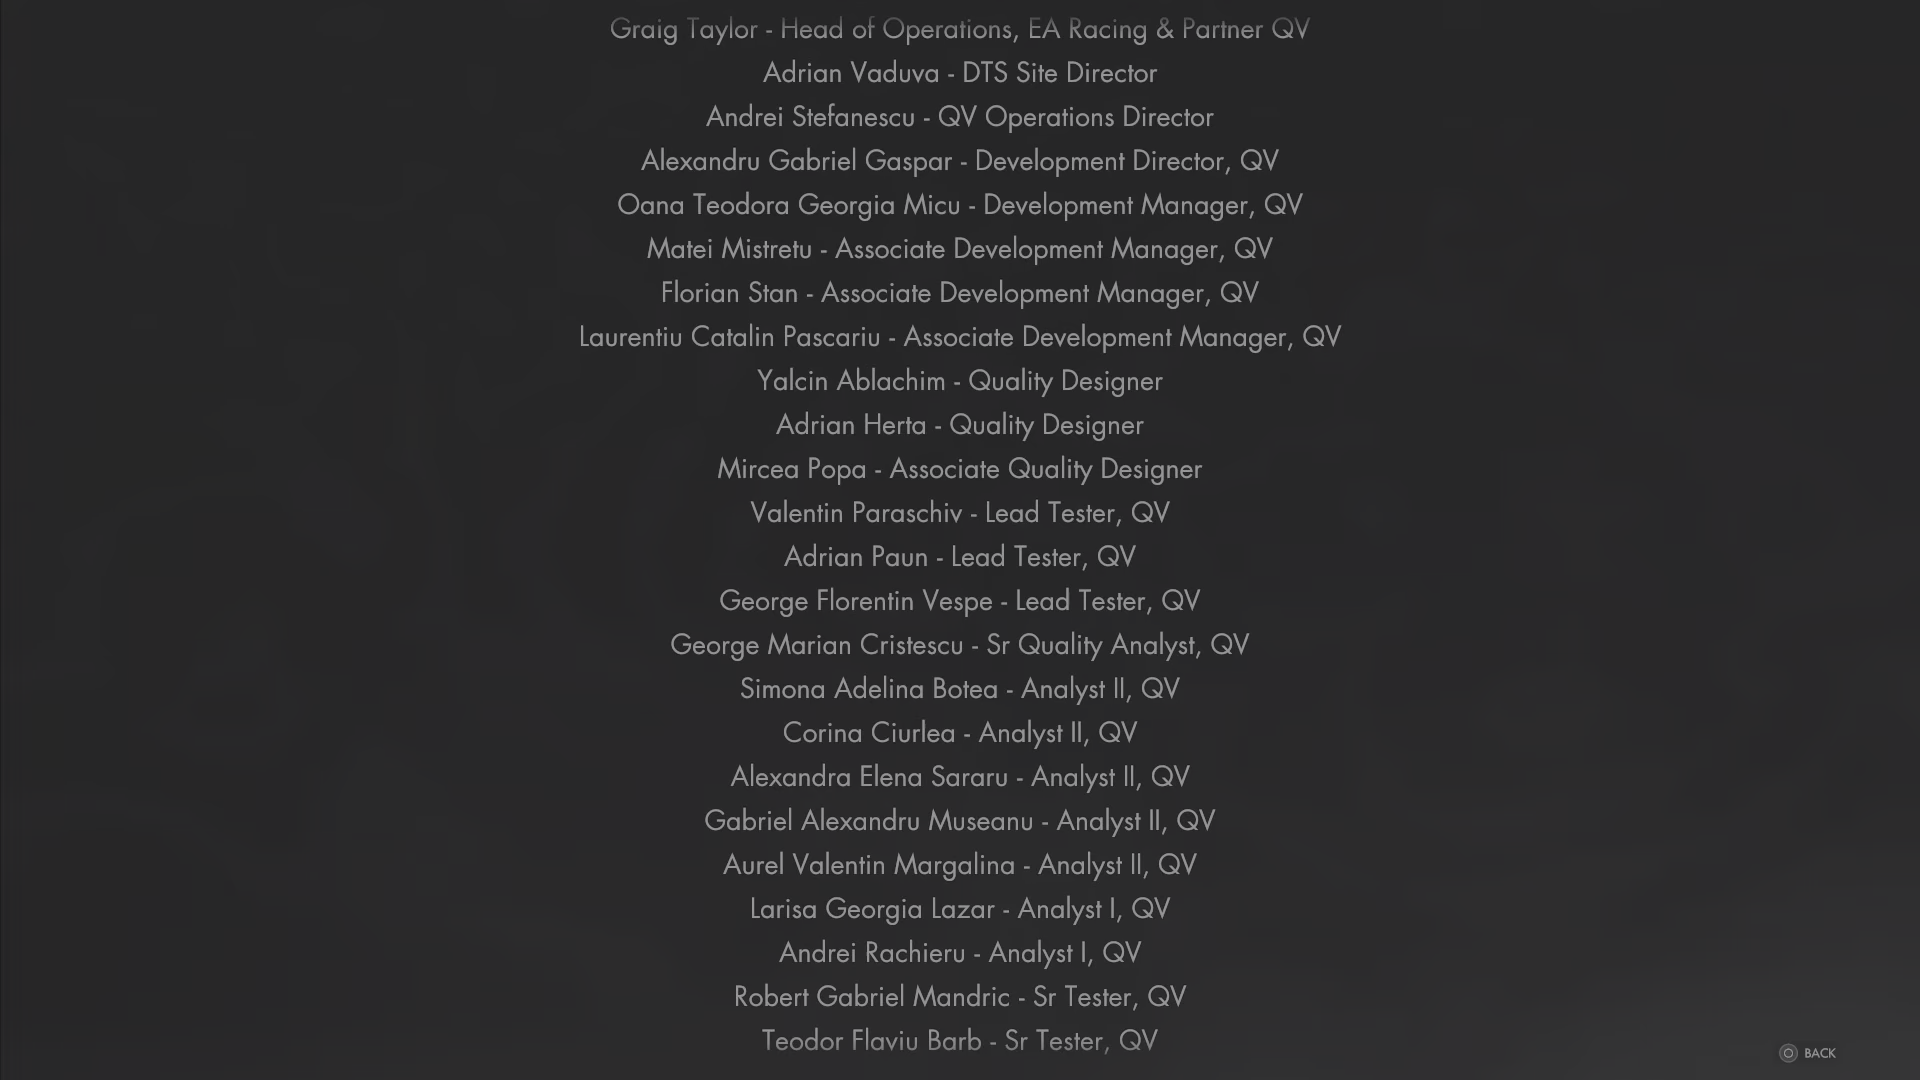 Graig Taylor - Head of Operations, EA Racing & Partner QV
Adrian Vaduva - DTS Site Director
Andrei Stefanescu - QV Operations Director
Alexandru Gabriel Gaspar - Development Director, QV
Oana Teodora Georgia Micu - Development Manager, QV
Matei Mistretu - Associate Development Manager, QV
Florian Stan - Associate Development Manager, QV
Laurentiu Catalin Pascariu - Associate Development Manager, QV
Yalcin Ablachim - Quality Designer
Adrian Herta - Quality Designer
Mircea Popa - Associate Quality Designer
Valentin Paraschiv - Lead Tester, QV
Adrian Paun - Lead Tester, QV
George Florentin Vespe - Lead Tester, QV
George Marian Cristescu - Sr Quality Analyst, QV
Simona Adelina Botea - Analyst II, QV
Corina Ciurlea - Analyst II, QV
Alexandra Elena Sararu - Analyst II, QV
Gabriel Alexandru Museanu - Analyst II, QV
Aurel Valentin Margalina - Analyst II, QV
Larisa Georgia Lazar - Analyst I, QV
Andrei Rachieru - Analyst I, QV
Robert Gabriel Mandric - Sr Tester, QV
Teodor Flaviu Barb - Sr Tester, QV
BACK